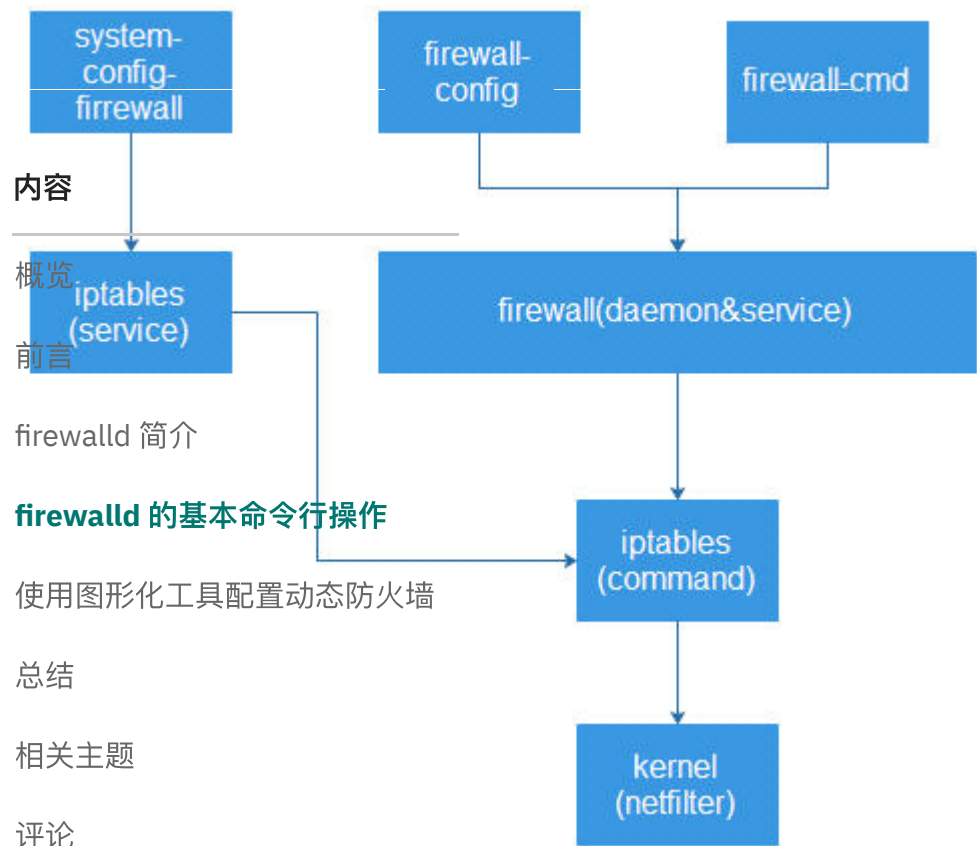 system-
config-
firrewall
firewall-
config
firewall-cmd
内容
概览
iptables
(service)
前言
firewall(daemon&service)
firewalld 简介
firewalld 的基本命令行操作
iptables
(command)
使用图形化工具配置动态防火墙
总结
相关主题
kernel
(netfilter)
评论